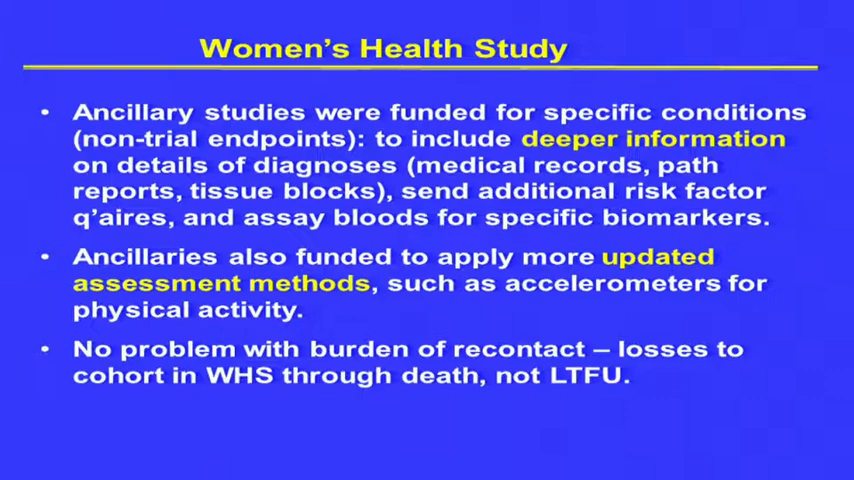 Women's Health Study
• Ancillary studies were funded for specific conditions
(non-trial endpoints): to include deeper information
on details of diagnoses (medical records, path
reports, tissue blocks), send additional risk factor
q'aires, and assay bloods for specific biomarkers.
• Ancillaries also funded to apply more updated
assessment methods, such as accelerometers for
physical activity.
• No problem with burden of recontact – losses to
cohort in WHS through death, not LTFU.